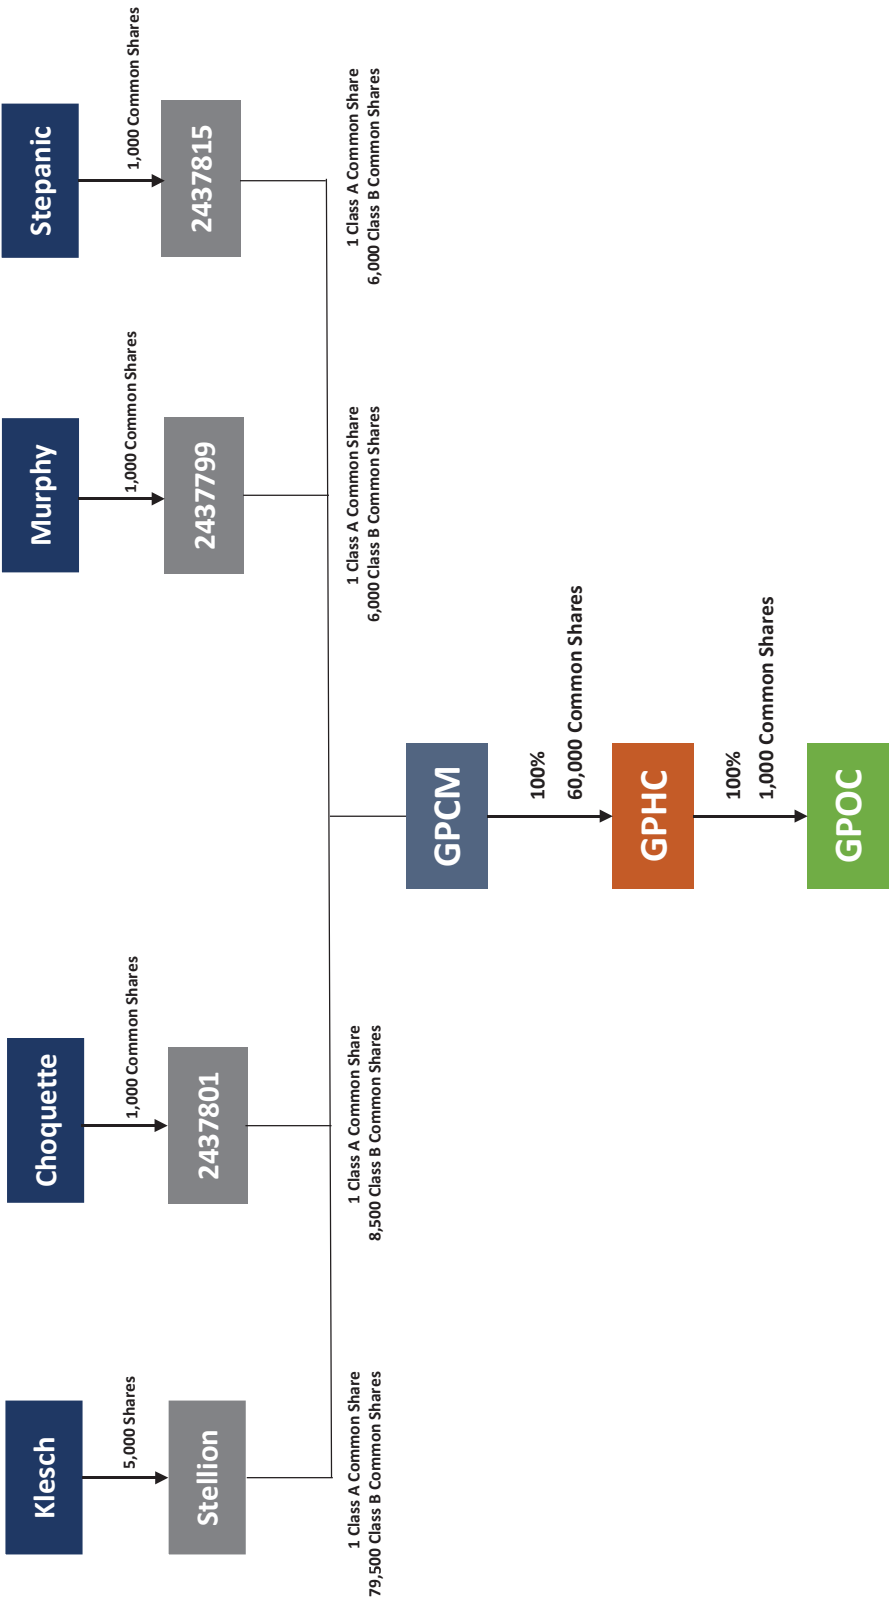 Klesch
Choquette
Murphy
Stepanic
5,000 Shares
1,000 Common Shares
1,000 Common Shares
1,000 Common Shares
Stellion
2437801
2437799
2437815
1 Class A Common Share
79,500 Class B Common Shares
1 Class A Common Share
8,500 Class B Common Shares
1 Class A Common Share
6,000 Class B Common Shares
1 Class A Common Share
6,000 Class B Common Shares
GPCM
100%
60,000 Common Shares
GPHC
100%
1,000 Common Shares
GPOC